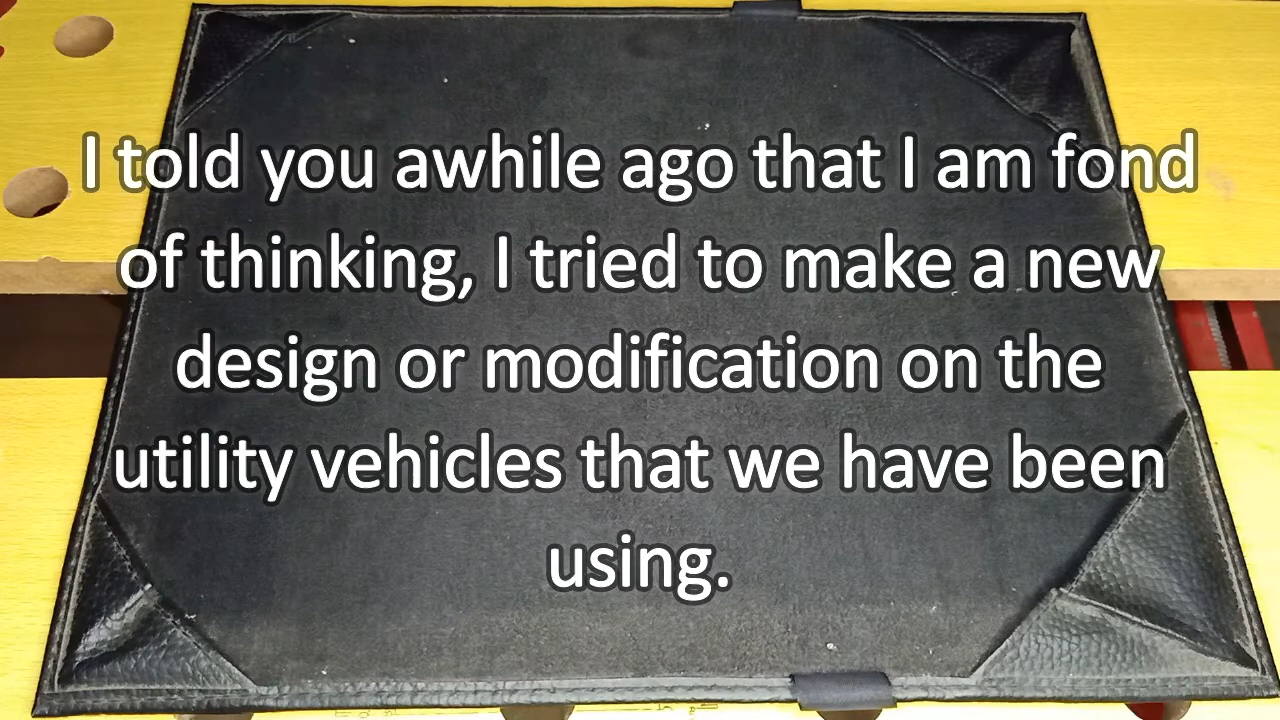 I told you awhile ago that I am fond
of thinking, I tried to make a new
design or modification on the
utility vehicles that we have been
using.